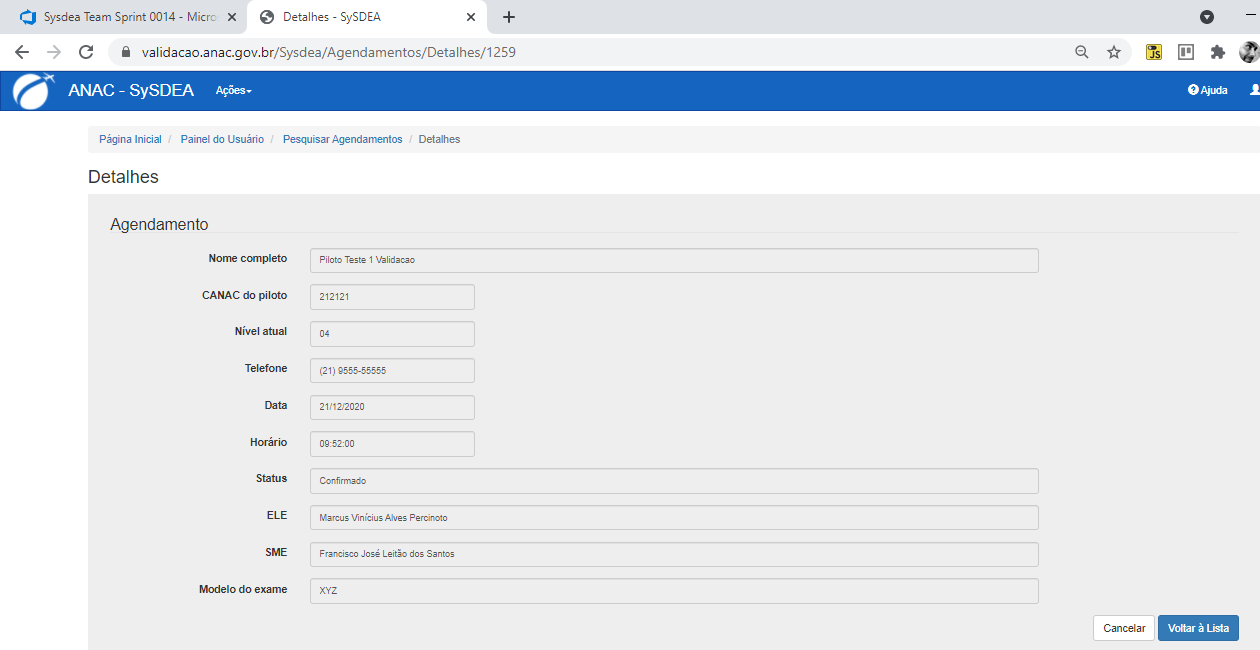 Sysdea Team Sprint 0014 - Micro
Detalhes - SySDEA
validacao.anac.gov.br/Sysdea/Agendamentos/Detalhes/1259
JS
ANAC - SySDEA Ações
Ajuda
Página Inicial / Painel do Usuário / Pesquisar Agendamentos / Detalhes
Detalhes
Agendamento
Nome completo Piloto Teste 1 Validacao
CANAC do piloto 212121
Nível atual 04
Telefone (21) 9555-55555
Data 21/12/2020
Horário 09:52:00
Status Confirmado
ELE Marcus Vinícius Alves Percinoto
SME Francisco José Leitão dos Santos
Modelo do exame XYZ
Cancelar Voltar à Lista